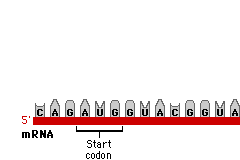 C A G A U G G U A C G G U A
5'
mRNA
Start
codon